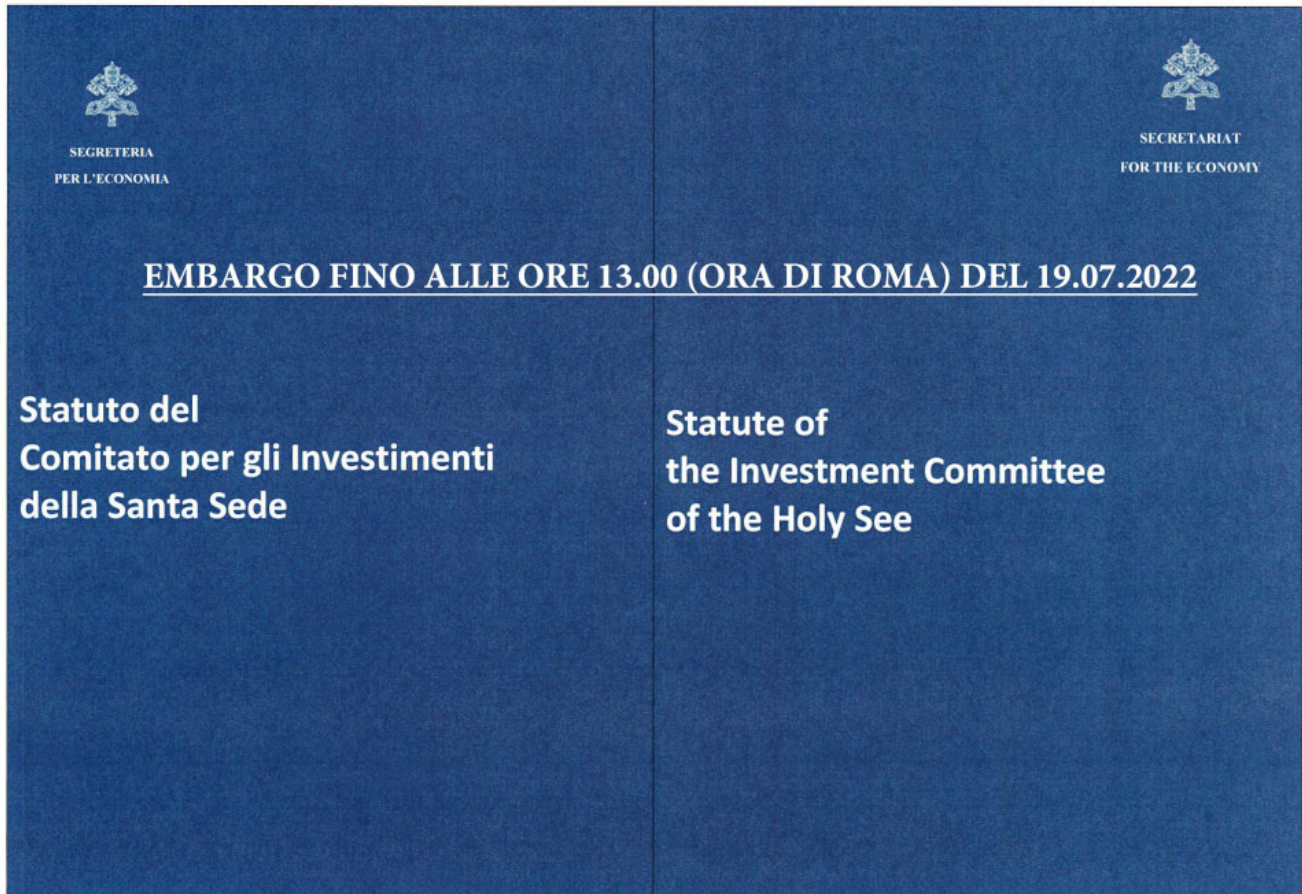 SEGRETERIA
PER L'ECONOMIA
SECRETARIAT
FOR THE ECONOMY
EMBARGO FINO ALLE ORE 13.00 (ORA DI ROMA) DEL 19.07.2022
Statuto del
Comitato per gli Investimenti
della Santa Sede
Statute of
the Investment Committee
of the Holy See